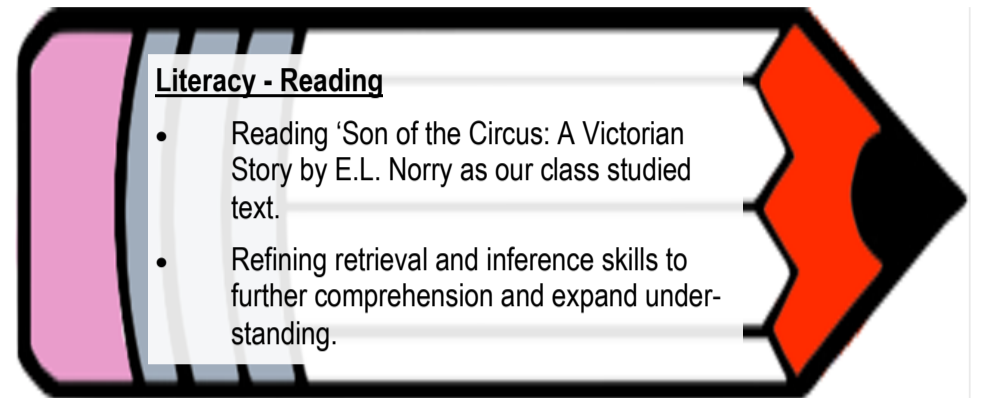 Literacy - Reading
• Reading ‘Son of the Circus: A Victorian
Story by E.L. Norry as our class studied
text.
• Refining retrieval and inference skills to
further comprehension and expand under-
standing.